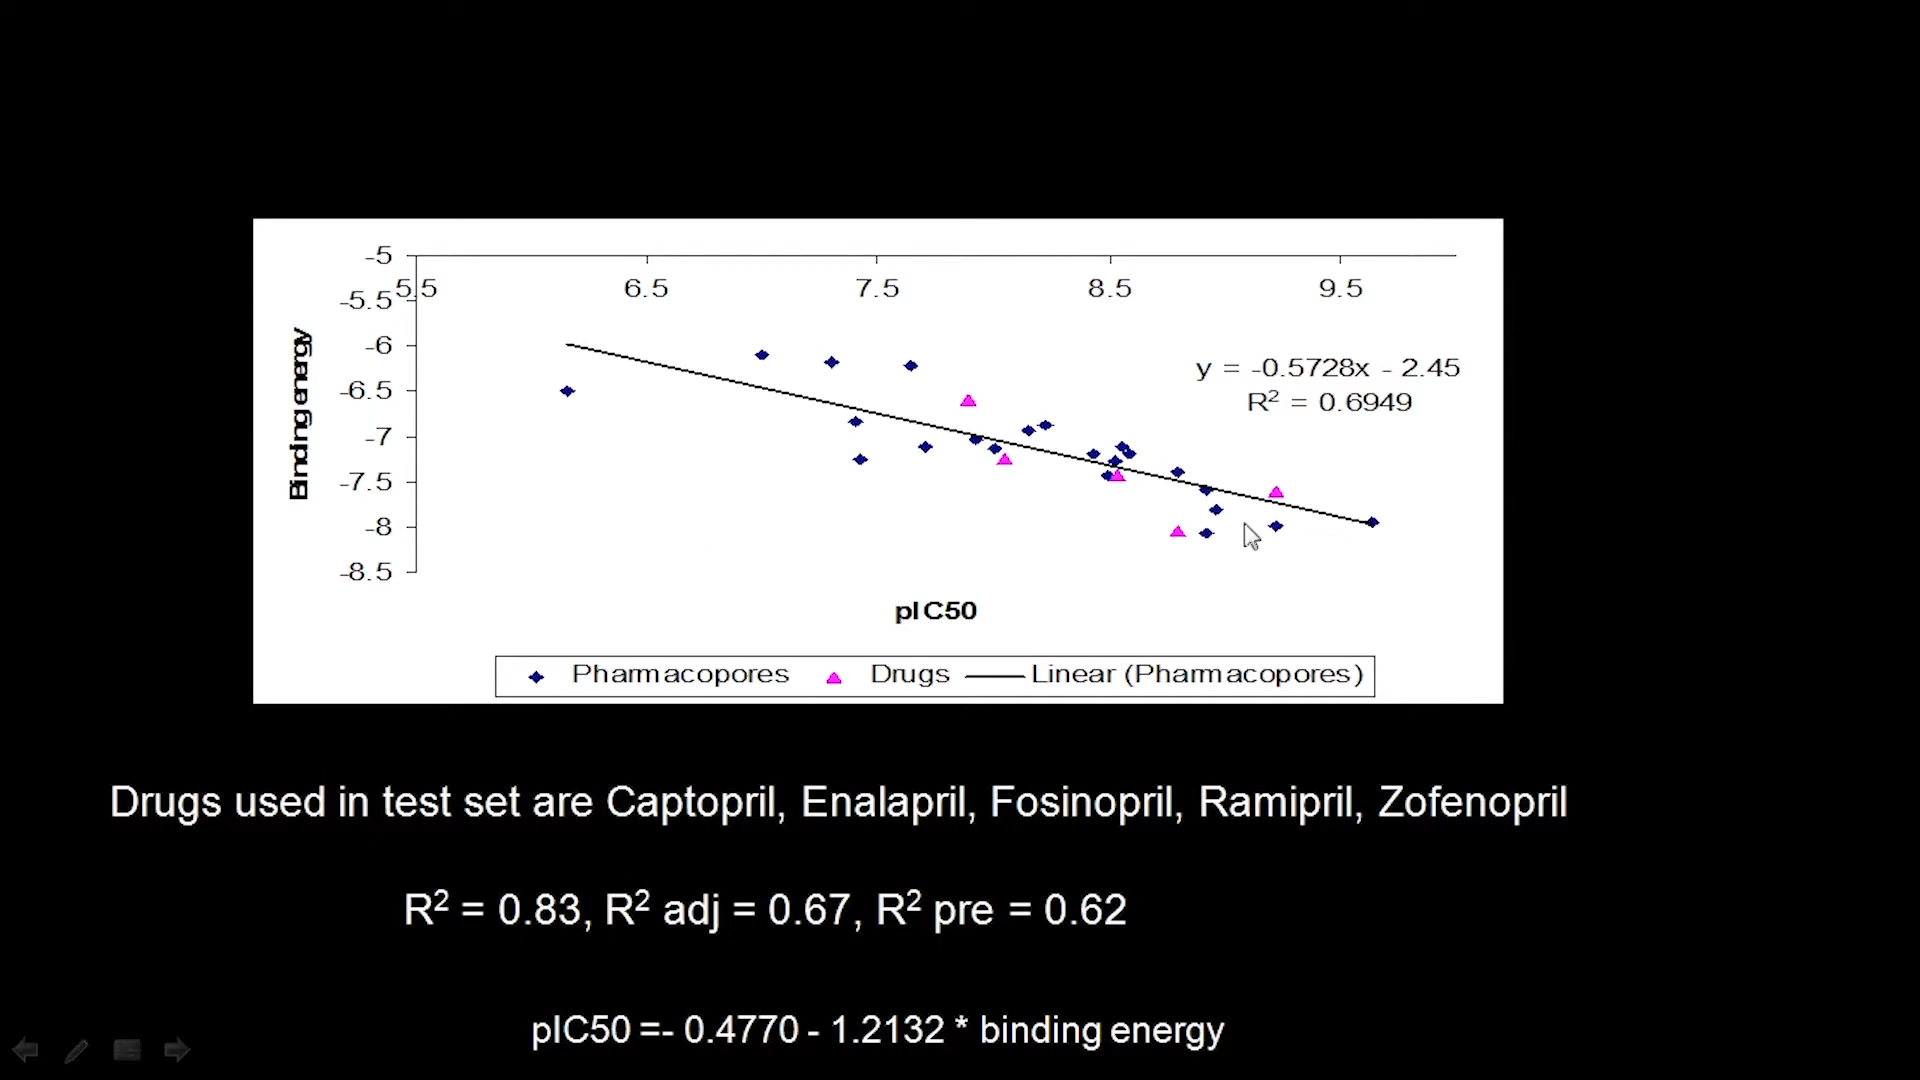 -5
5.5 6.5 7.5 8.5 9.5
-5.5
-6
-6.5
-7
-7.5
-8
-8.5
Binding energy
y = -0.5728x - 2.45
R² = 0.6949
pIC50
Pharmacopores Drugs Linear (Pharmacopores)
Drugs used in test set are Captopril, Enalapril, Fosinopril, Ramipril, Zofenopril
R² = 0.83, R² adj = 0.67, R² pre = 0.62
pIC50 =- 0.4770 - 1.2132 * binding energy